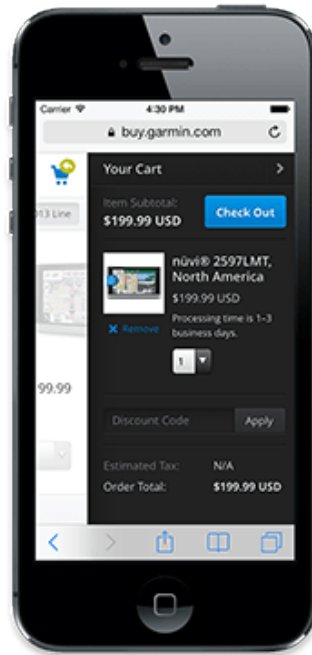 Carrier 4:30 PM
buy.garmin.com
Your Cart >
013 Line
Item Subtotal:
$199.99 USD
Check Out
nüvi® 2597LMT,
North America
$199.99 USD
Processing time is 1–3
business days.
X Remove
1
99.99
Discount Code Apply
Estimated Tax: N/A
Order Total: $199.99 USD